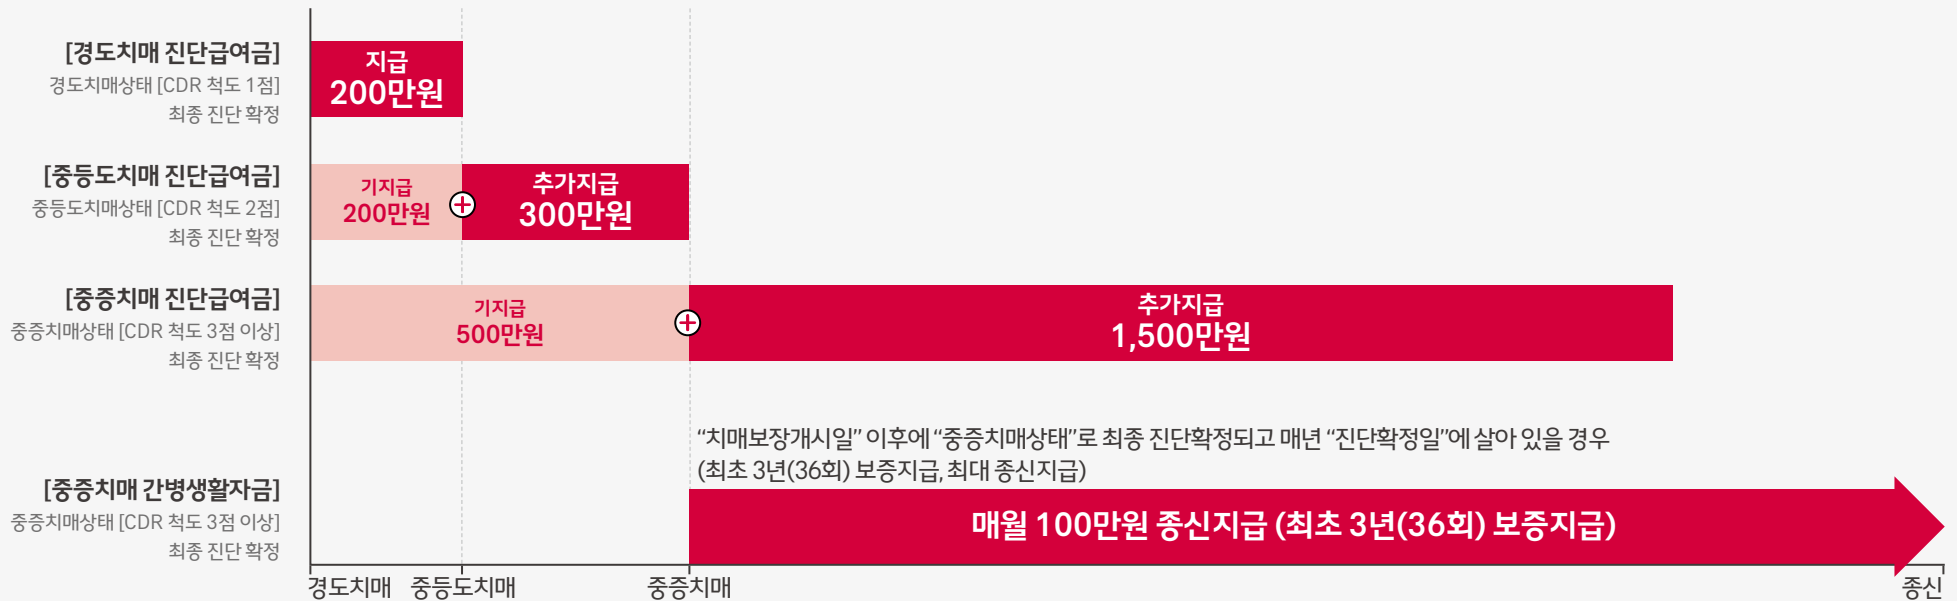 [경도치매 진단급여금]
경도치매상태 [CDR 척도 1점]
최종 진단 확정
지급
200만원
[중등도치매 진단급여금]
중등도치매상태 [CDR 척도 2점]
최종 진단 확정
기지급
200만원
추가지급
300만원
[중증치매 진단급여금]
중증치매상태 [CDR 척도 3점 이상]
최종 진단 확정
기지급
500만원
추가지급
1,500만원
“치매보장개시일” 이후에 “중증치매상태”로 최종 진단확정되고 매년 “진단확정일”에 살아 있을 경우
(최초 3년(36회) 보증지급, 최대 종신지급)
[중증치매 간병생활자금]
중증치매상태 [CDR 척도 3점 이상]
최종 진단 확정
매월 100만원 종신지급 (최초 3년(36회) 보증지급)
경도치매 중등도치매 중증치매 종신